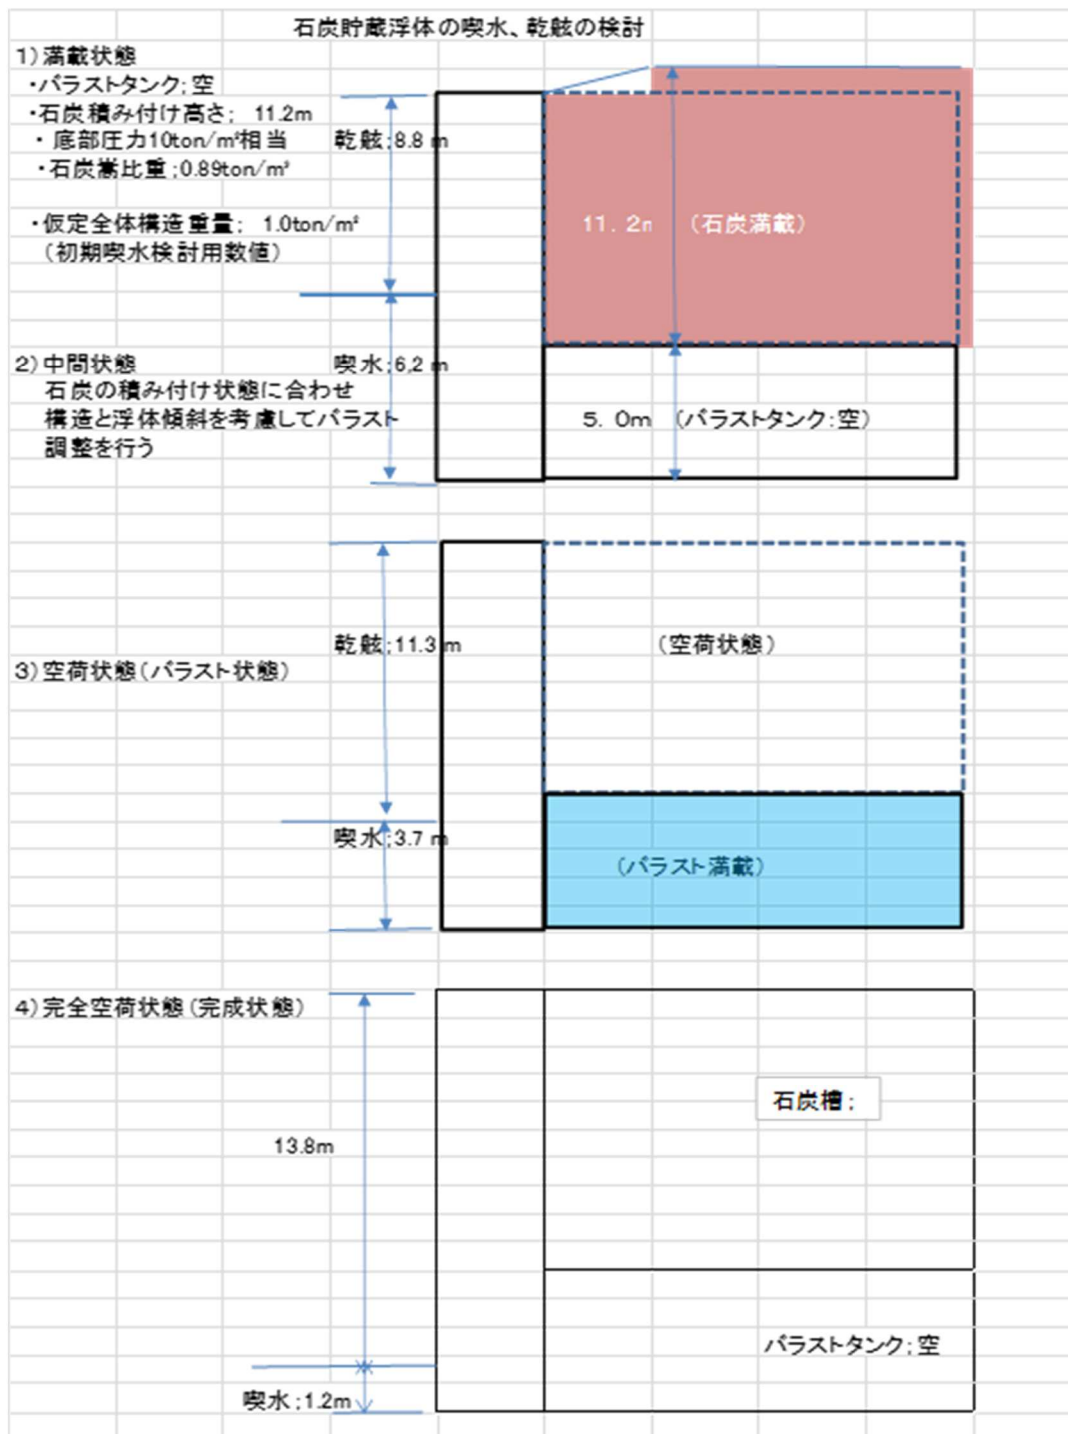 石炭貯蔵浮体の喫水、乾舷の検討
1)満載状態
・バラストタンク;空
・石炭積み付け高さ; 11.2m
・底部圧力10ton/m²相当
・石炭嵩比重;0.89ton/m³
乾舷;8.8 m
・仮定全体構造重量; 1.0ton/m²
(初期喫水検討用数値)
11.2m (石炭満載)
2)中間状態
喫水;6,2 m
石炭の積み付け状態に合わせ
構造と浮体傾斜を考慮してバラスト
調整を行う
5.0m (バラストタンク:空)
乾舷;11.3 m
(空荷状態)
3)空荷状態(バラスト状態)
喫水;3.7 m
(バラスト満載)
4)完全空荷状態(完成状態)
石炭槽;
13.8m
バラストタンク;空
喫水;1.2m